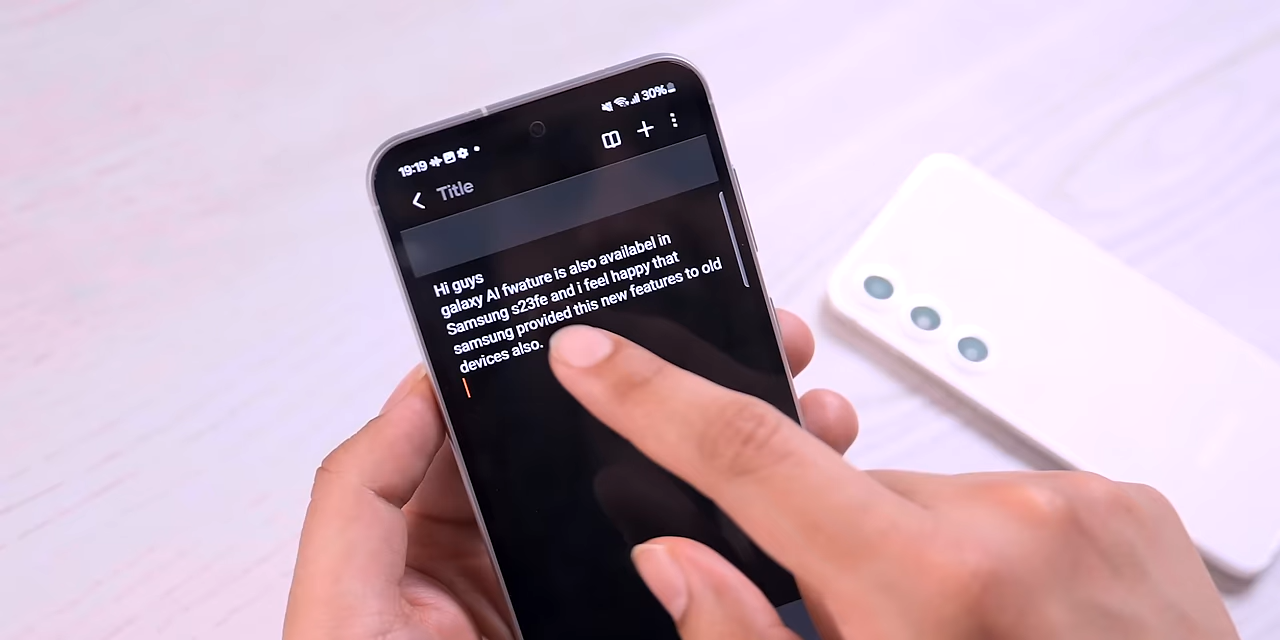 19:19
30%
Title
Hi guys
galaxy AI fwature is also availabel in
Samsung s23fe and i feel happy that
samsung provided this new features to old
devices also.